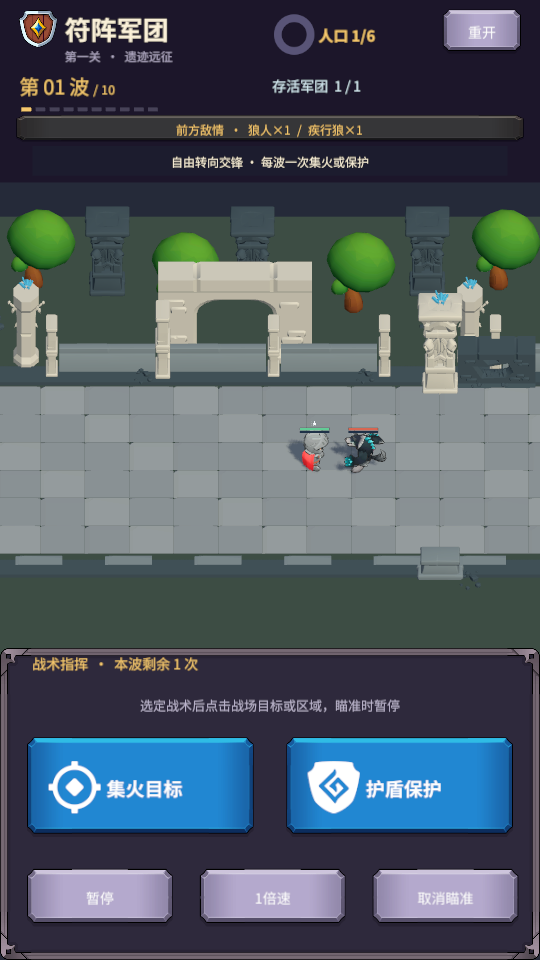 符阵军团
人口 1/6
重开
第一关 · 遗迹远征
第 01 波 / 10
存活军团 1 / 1
前方敌情 · 狼人×1 / 疾行狼×1
自由转向交锋 · 每波一次集火或保护
战术指挥 · 本波剩余 1 次
选定战术后点击战场目标或区域，瞄准时暂停
集火目标
护盾保护
暂停
1倍速
取消瞄准